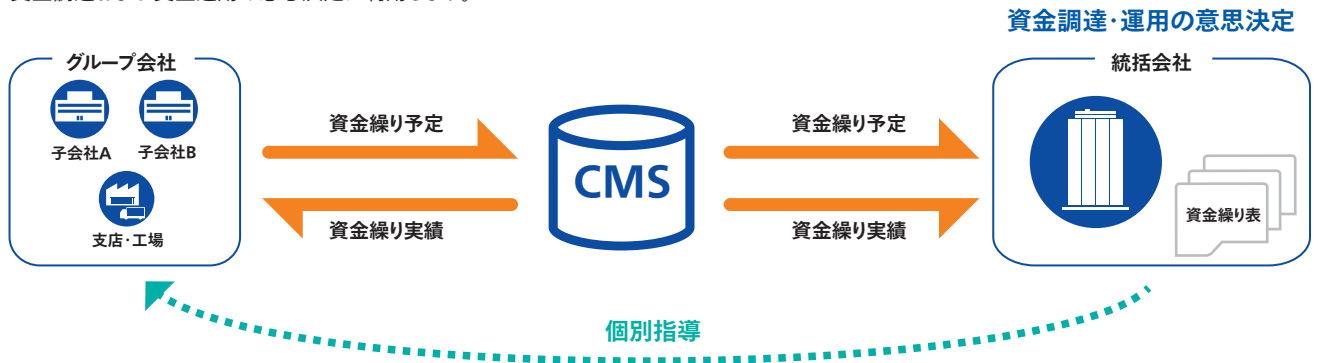 資金調達・運用の意思決定
グループ会社
統括会社
子会社A
子会社B
支店・工場
資金繰り予定
資金繰り実績
CMS
資金繰り予定
資金繰り実績
資金繰り表
個別指導